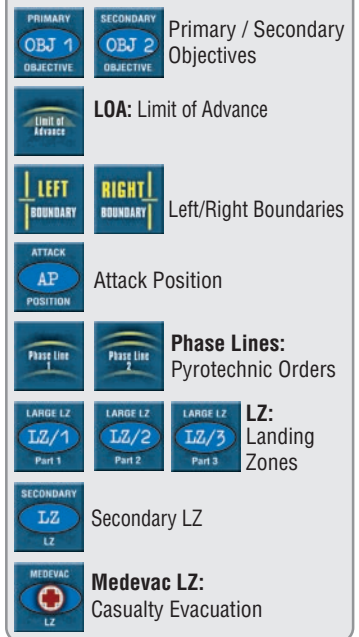 PRIMARY
OBJ 1
OBJECTIVE
SECONDARY
OBJ 2
OBJECTIVE
Primary / Secondary
Objectives
Limit of
Advance
LOA: Limit of Advance
LEFT
BOUNDARY
RIGHT
BOUNDARY
Left/Right Boundaries
ATTACK
AP
POSITION
Attack Position
Phase Line
1
Phase Line
2
Phase Lines:
Pyrotechnic Orders
LARGE LZ
LZ/1
Part 1
LARGE LZ
LZ/2
Part 2
LARGE LZ
LZ/3
Part 3
LZ:
Landing
Zones
SECONDARY
LZ
LZ
Secondary LZ
MEDEVAC
LZ
Medevac LZ:
Casualty Evacuation